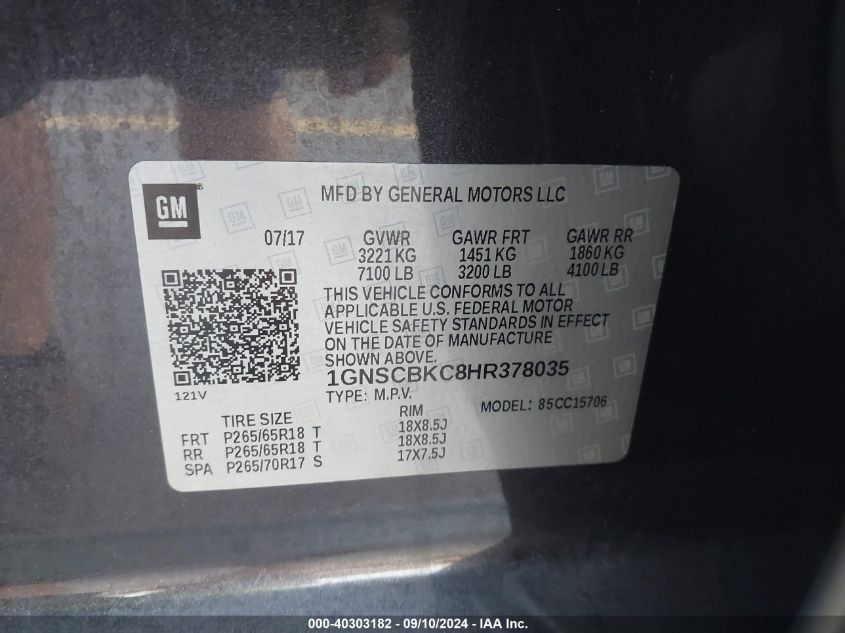 GM
MFD BY GENERAL MOTORS LLC
07/17 GVWR GAWR FRT GAWR RR
3221 KG 1451 KG 1860 KG
7100 LB 3200 LB 4100 LB
THIS VEHICLE CONFORMS TO ALL
APPLICABLE U.S. FEDERAL MOTOR
VEHICLE SAFETY STANDARDS IN EFFECT
ON THE DATE OF MANUFACTURE
SHOWN ABOVE.
1GNSCBKC8HR378035
121V
TYPE: M.P.V.
MODEL: 85CC15706
TIRE SIZE RIM
FRT P265/65R18 T 18X8.5J
RR P265/65R18 T 18X8.5J
SPA P265/70R17 S 17X7.5J
000-40303182 - 09/10/2024 - IAA Inc.